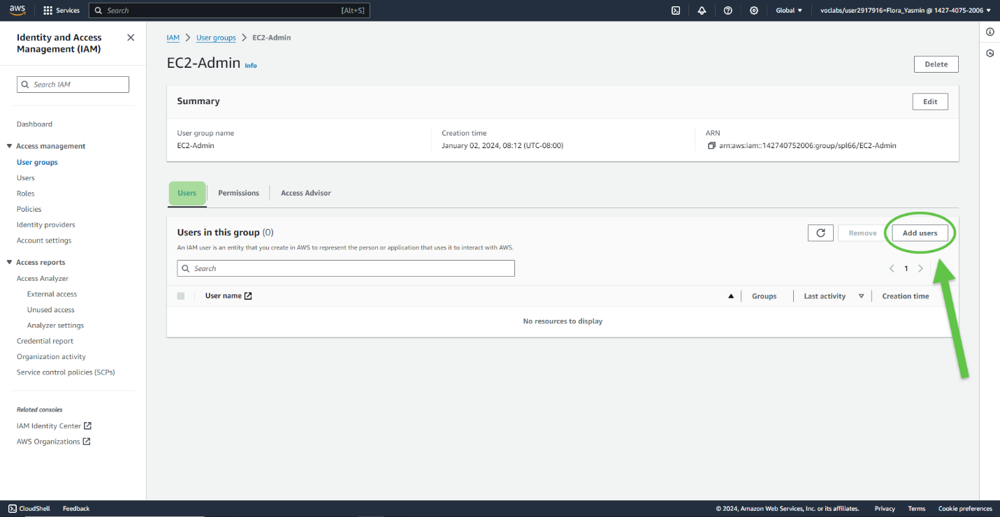 aws Services Search [Alt+S] Global voclabs/user2917916=Flora_Yasmin @ 1427-4075-2006
Identity and Access
Management (IAM)
Search IAM
Dashboard
Access management
User groups
Users
Roles
Policies
Identity providers
Account settings
Access reports
Access Analyzer
External access
Unused access
Analyzer settings
Credential report
Organization activity
Service control policies (SCPs)
Related consoles
IAM Identity Center
AWS Organizations
IAM > User groups > EC2-Admin
EC2-Admin Info
Delete
Summary
Edit
User group name
EC2-Admin
Creation time
January 02, 2024, 08:12 (UTC-08:00)
ARN
arn:aws:iam::142740752006:group/spl66/EC2-Admin
Users Permissions Access Advisor
Users in this group (0)
Remove Add users
An IAM user is an entity that you create in AWS to represent the person or application that uses it to interact with AWS.
Search
1
User name Groups Last activity Creation time
No resources to display
CloudShell Feedback © 2024, Amazon Web Services, Inc. or its affiliates. Privacy Terms Cookie preferences